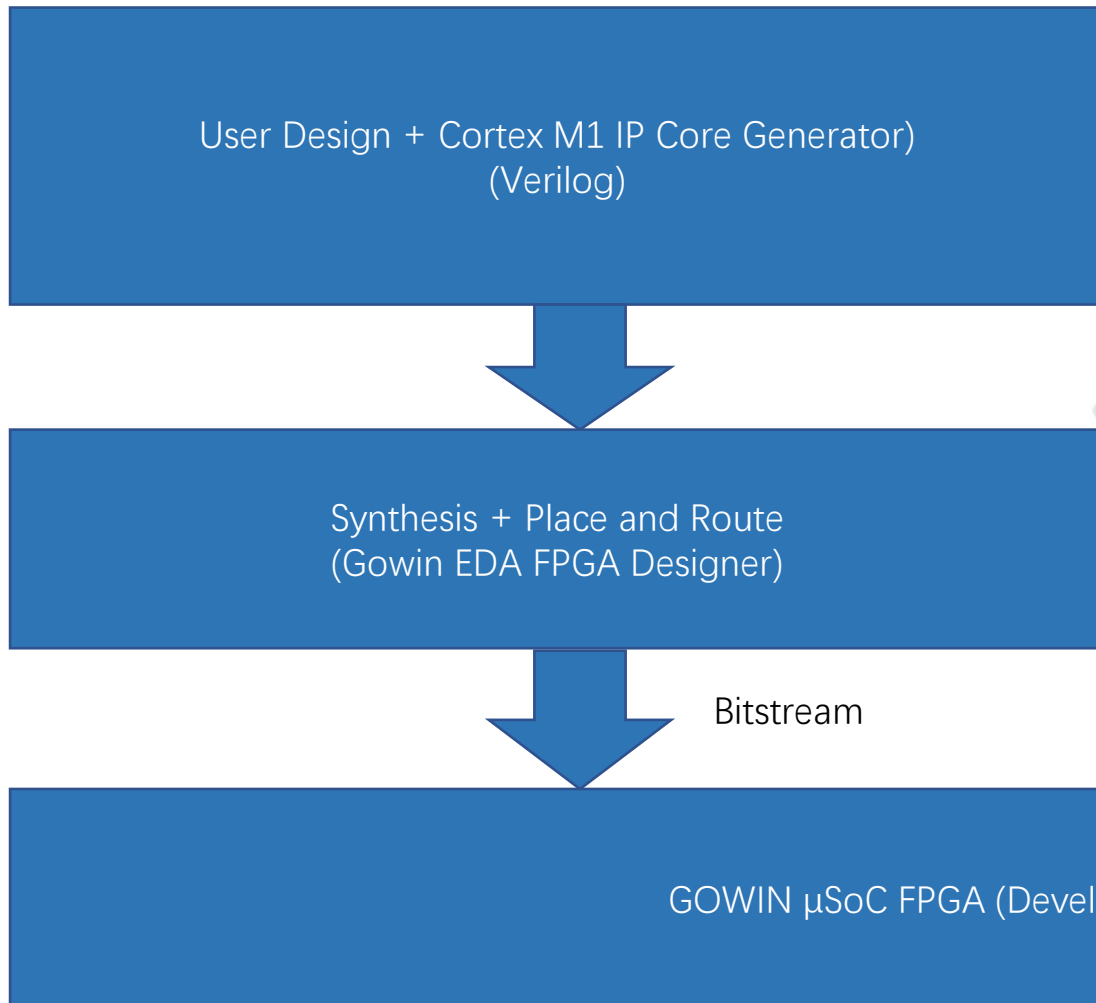 User Design + Cortex M1 IP Core Generator)
(Verilog)
Synthesis + Place and Route
(Gowin EDA FPGA Designer)
Bitstream
GOWIN µSoC FPGA (Devel